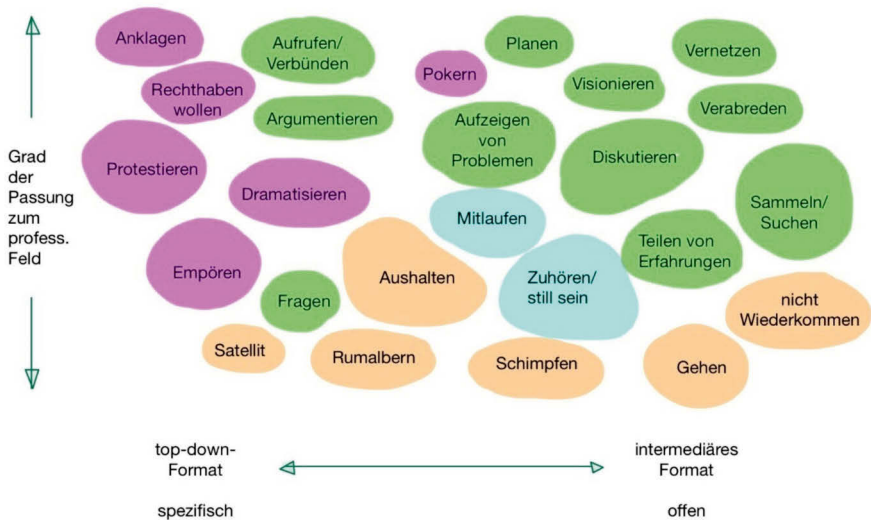 Anklagen
Aufrufen/
Verbünden
Planen
Vernetzen
Pokern
Rechthaben
wollen
Visionieren
Verabreden
Argumentieren
Aufzeigen
von
Problemen
Diskutieren
Grad
der
Passung
zum
profess.
Feld
Protestieren
Dramatisieren
Mitlaufen
Sammeln/
Suchen
Teilen von
Erfahrungen
Empören
Aushalten
Zuhören/
still sein
Fragen
nicht
Wiederkommen
Satellit
Rumalbern
Schimpfen
Gehen
top-down-
Format
intermediäres
Format
spezifisch
offen